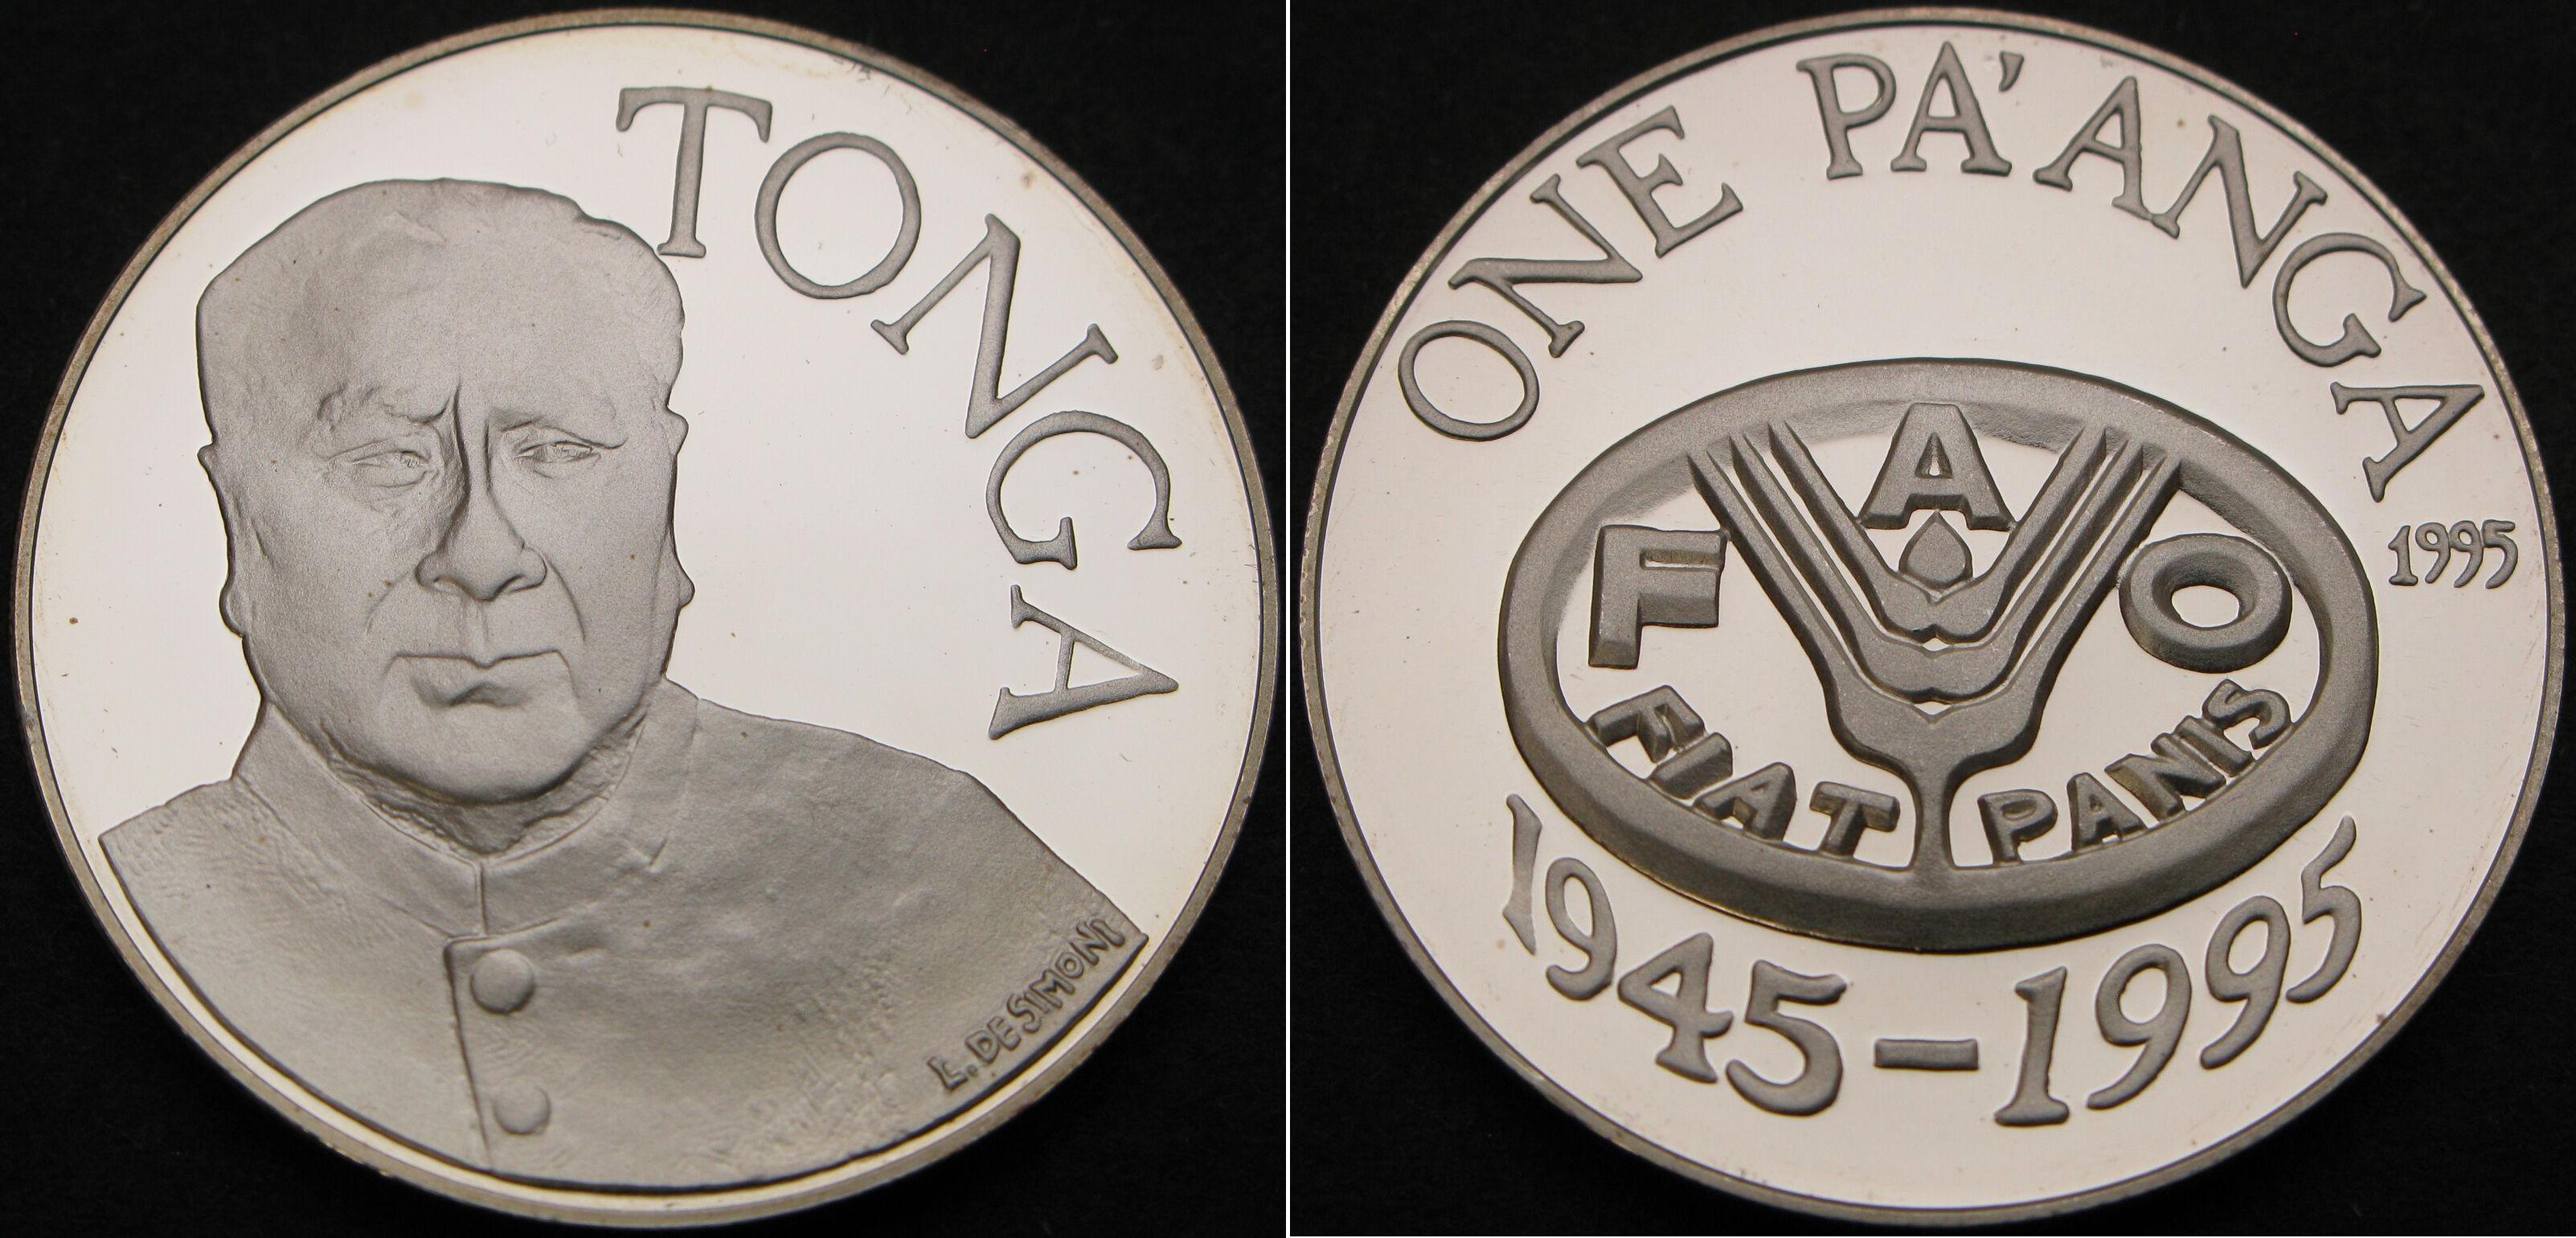 TONGA
L. DE SIMONI
ONE PA'ANGA
1995
F A O
FIAT PANIS
1945-1995